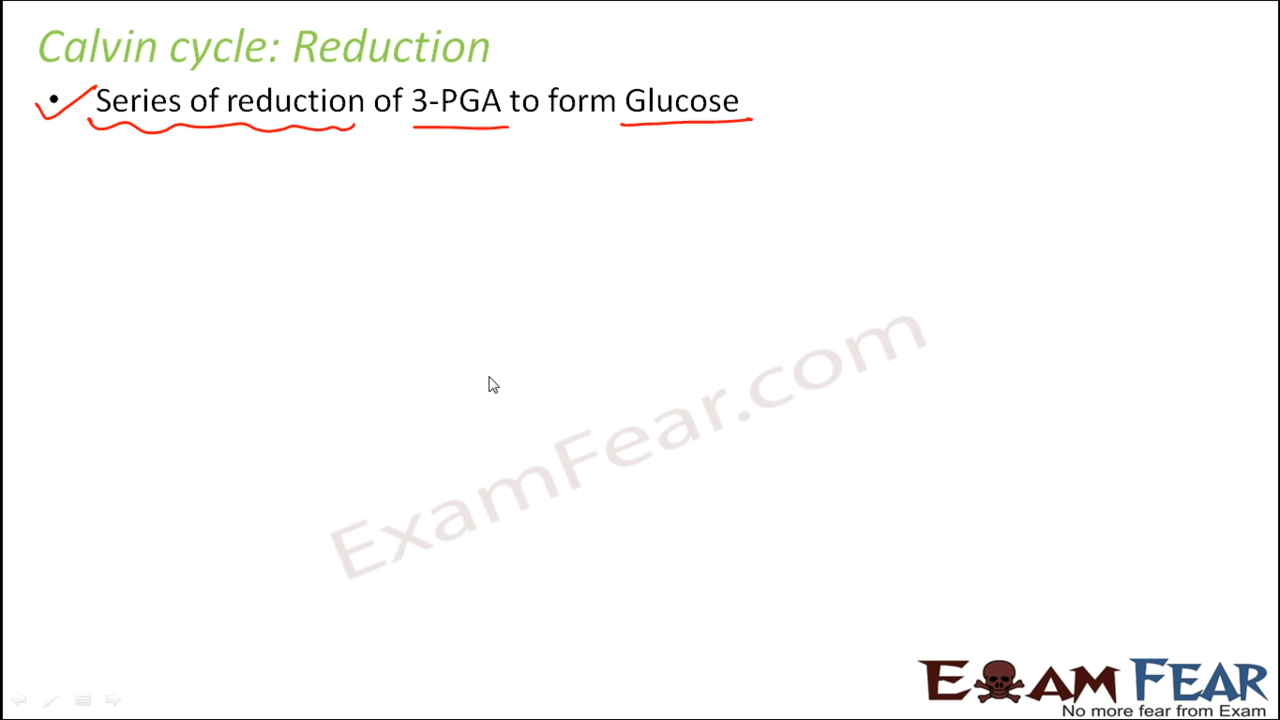 Calvin cycle: Reduction
• Series of reduction of 3-PGA to form Glucose
ExamFear.com
EXAM FEAR
No more fear from Exam